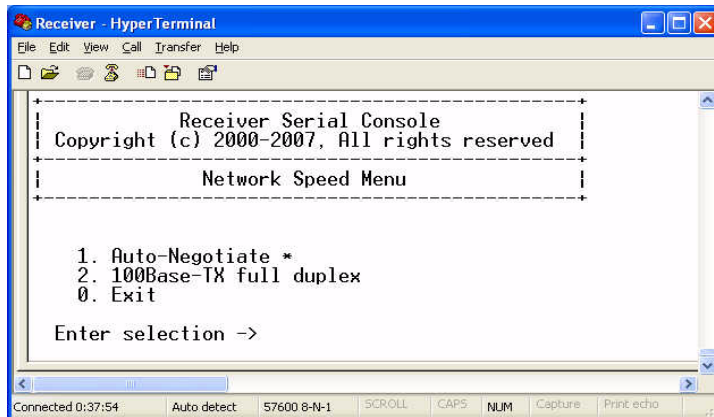 Receiver - HyperTerminal
File Edit View Call Transfer Help
Receiver Serial Console
Copyright (c) 2000-2007, All rights reserved
Network Speed Menu
1. Auto-Negotiate *
2. 100Base-TX full duplex
0. Exit
Enter selection ->
Connected 0:37:54 Auto detect 57600 8-N-1 SCROLL CAPS NUM Capture Print echo